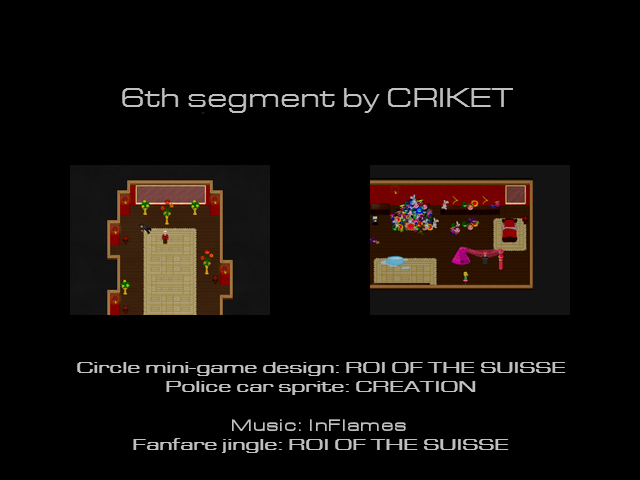 6th segment by CRIKET
Circle mini-game design: ROI OF THE SUISSE
Police car sprite: CREATION
Music: InFlames
Fanfare jingle: ROI OF THE SUISSE